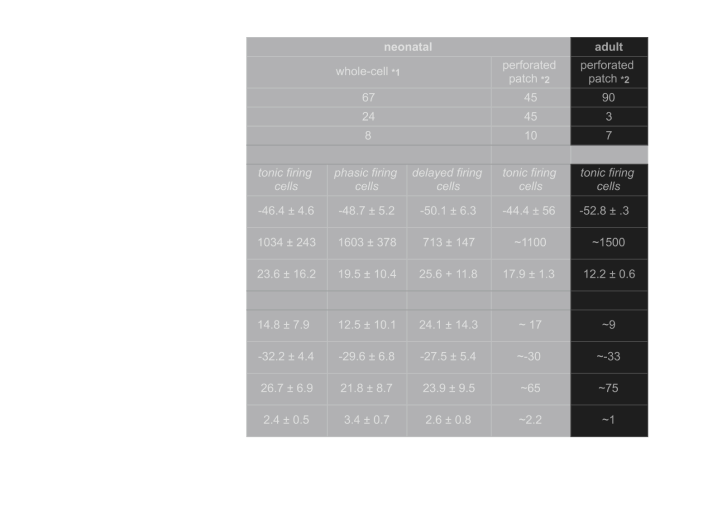 neonatal adult
whole-cell *1 perforated patch *2 perforated patch *2
67 45 90
24 45 3
8 10 7
tonic firing cells phasic firing cells delayed firing cells tonic firing cells tonic firing cells
-46.4 ± 4.6 -48.7 ± 5.2 -50.1 ± 6.3 -44.4 ± 56 -52.8 ± .3
1034 ± 243 1603 ± 378 713 ± 147 ~1100 ~1500
23.6 ± 16.2 19.5 ± 10.4 25.6 + 11.8 17.9 ± 1.3 12.2 ± 0.6
14.8 ± 7.9 12.5 ± 10.1 24.1 ± 14.3 ~ 17 ~9
-32.2 ± 4.4 -29.6 ± 6.8 -27.5 ± 5.4 ~-30 ~-33
26.7 ± 6.9 21.8 ± 8.7 23.9 ± 9.5 ~65 ~75
2.4 ± 0.5 3.4 ± 0.7 2.6 ± 0.8 ~2.2 ~1